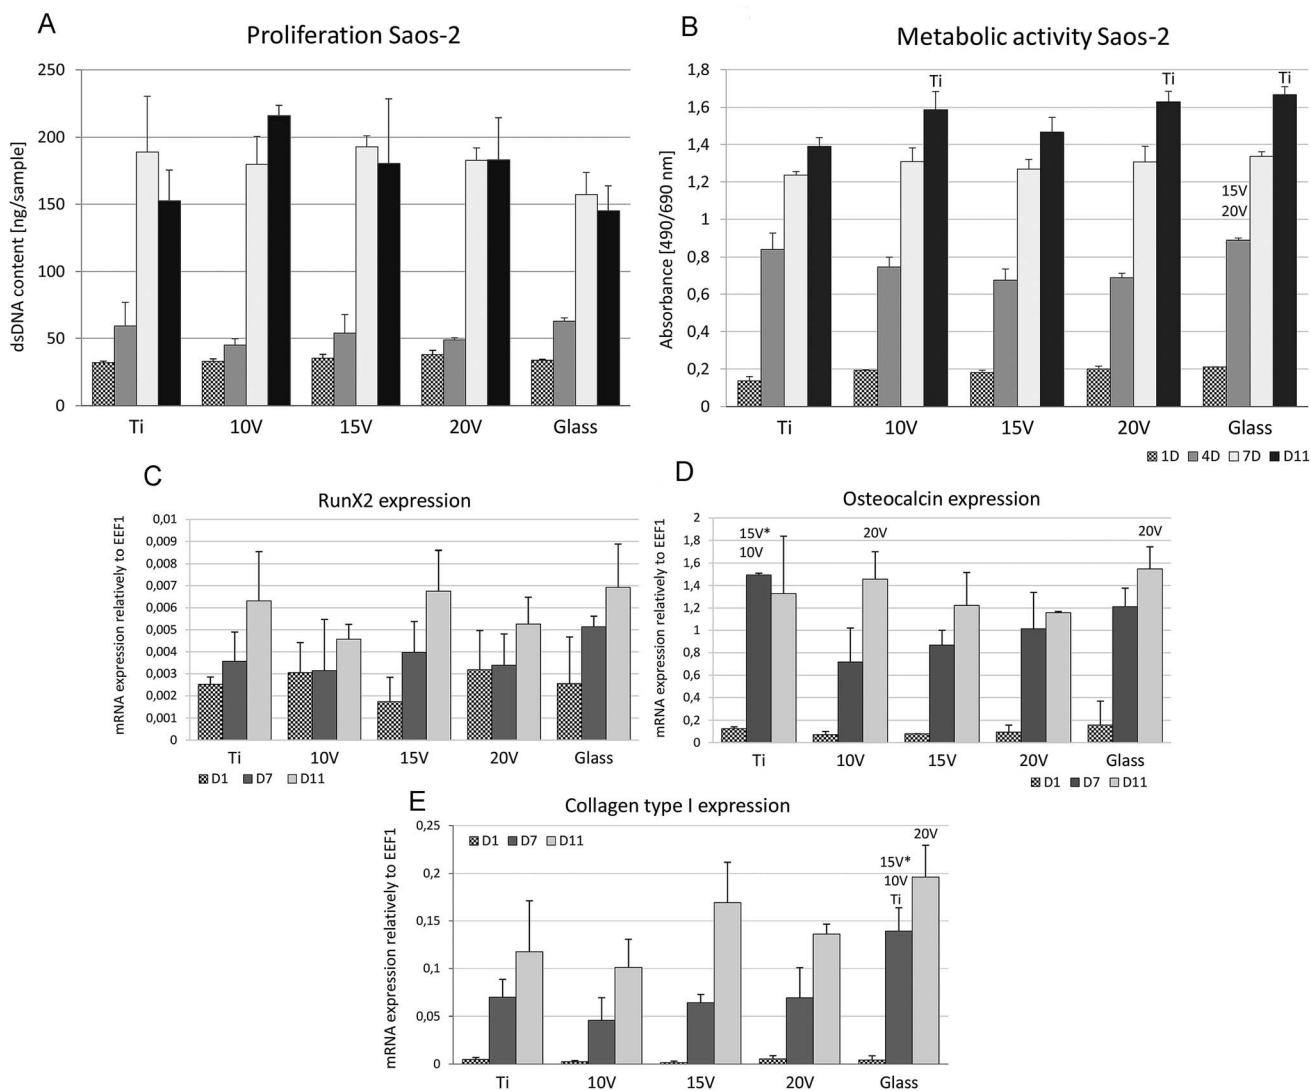 A
Proliferation Saos-2
dsDNA content [ng/sample]
250
200
150
100
50
0
Ti 10V 15V 20V Glass
B
Metabolic activity Saos-2
Absorbance [490/690 nm]
1,8
1,6
1,4
1,2
1
0,8
0,6
0,4
0,2
0
Ti
Ti
Ti
15V
20V
Ti 10V 15V 20V Glass
1D 4D 7D D11
C
RunX2 expression
mRNA expression relatively to EEF1
0,01
0,009
0,008
0,007
0,006
0,005
0,004
0,003
0,002
0,001
0
Ti 10V 15V 20V Glass
D1 D7 D11
D
Osteocalcin expression
mRNA expression relatively to EEF1
2
1,8
1,6
1,4
1,2
1
0,8
0,6
0,4
0,2
0
15V*
10V
20V
20V
Ti 10V 15V 20V Glass
D1 D7 D11
E
Collagen type I expression
mRNA expression relatively to EEF1
0,25
0,2
0,15
0,1
0,05
0
D1 D7 D11
20V
15V*
10V
Ti
Ti 10V 15V 20V Glass